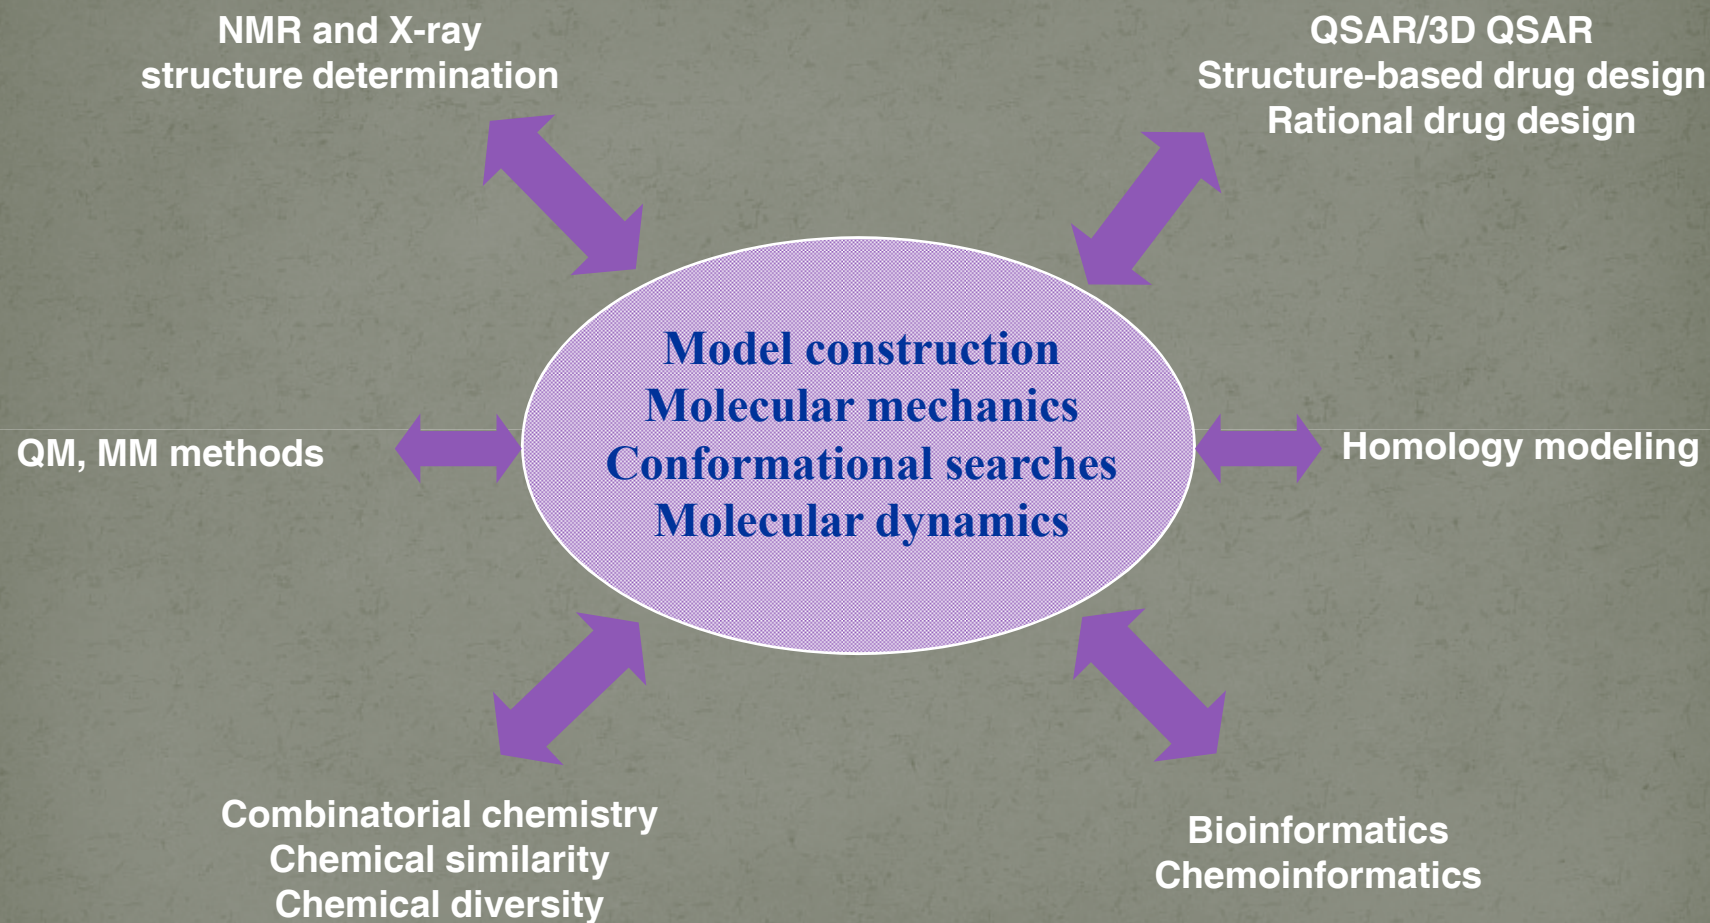 NMR and X-ray
structure determination
QSAR/3D QSAR
Structure-based drug design
Rational drug design
Model construction
Molecular mechanics
Conformational searches
Molecular dynamics
QM, MM methods
Homology modeling
Combinatorial chemistry
Chemical similarity
Chemical diversity
Bioinformatics
Chemoinformatics